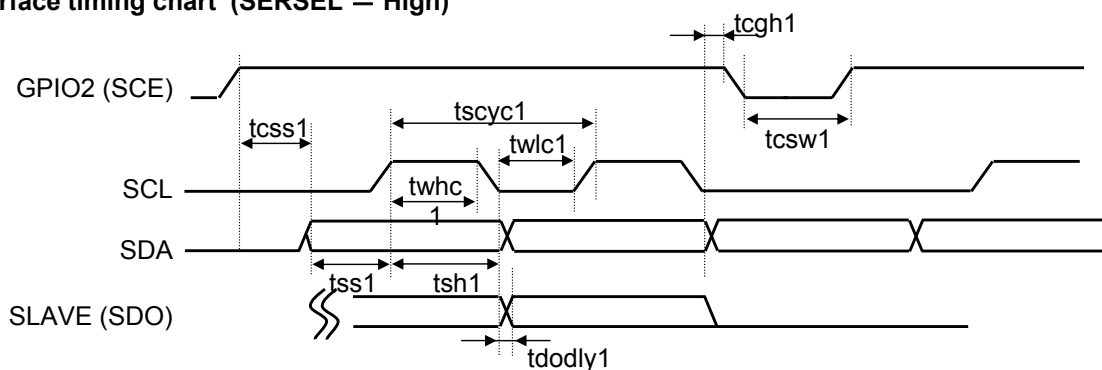 rface timing chart (SERSEL — High)
tcgh1
GPIO2 (SCE)
tscyc1
tcss1
twlc1
tcsw1
SCL
twhc
1
SDA
tss1
tsh1
SLAVE (SDO)
tdodly1